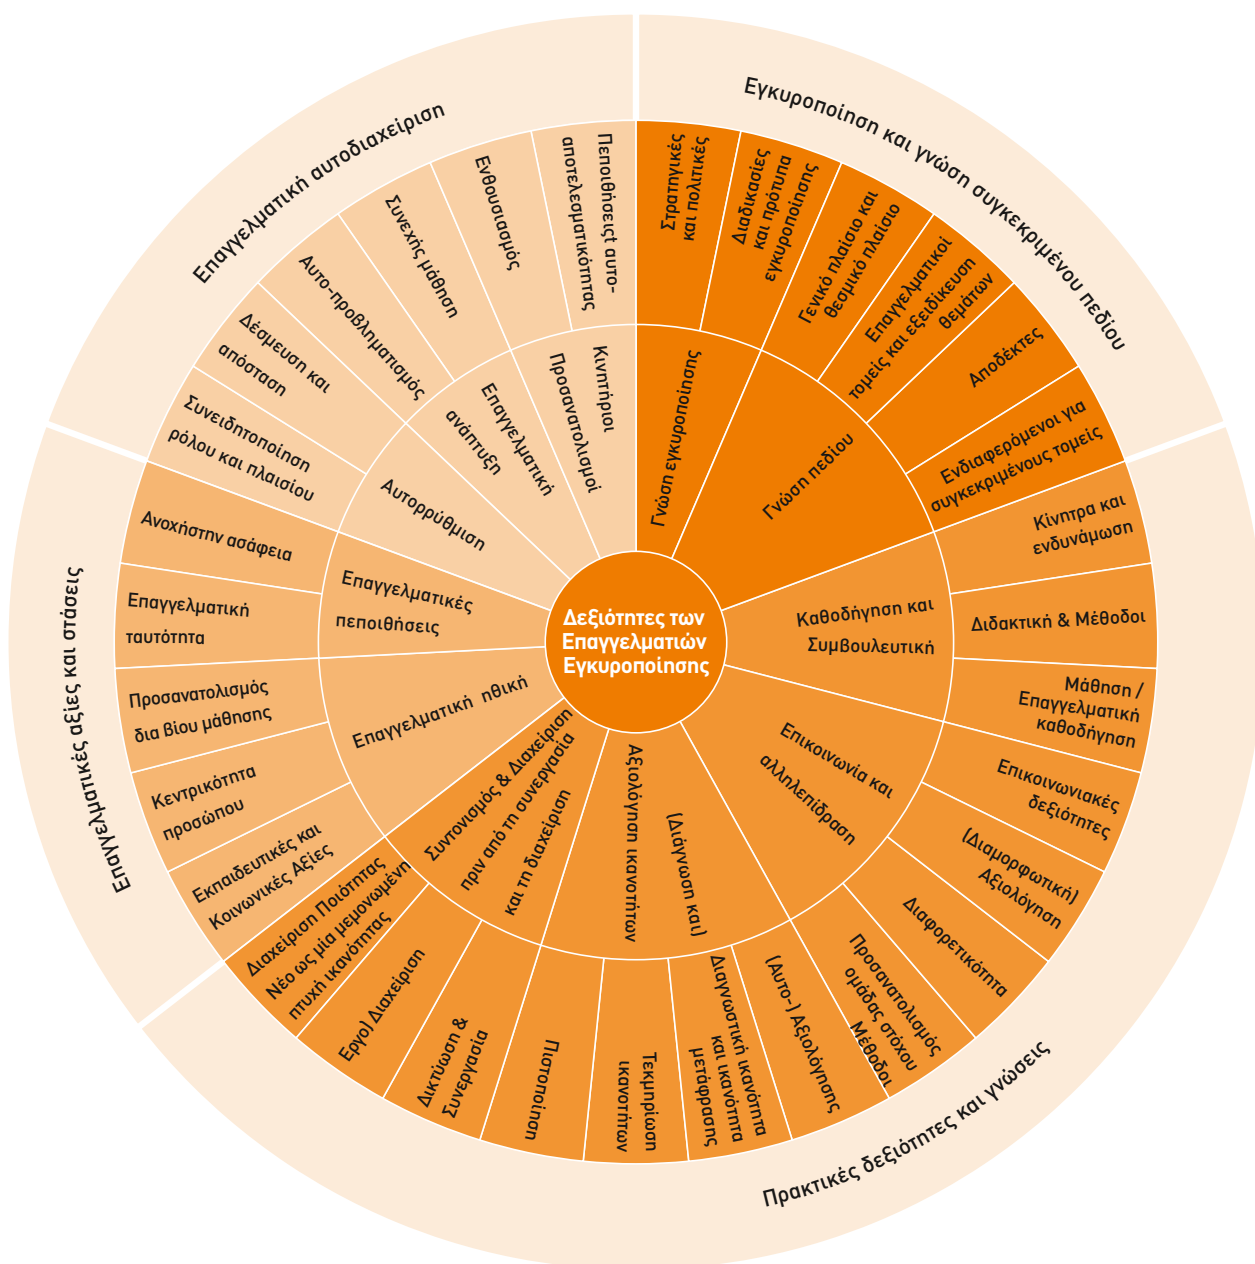 Δεξιότητες των
Επαγγελματιών
Εγκυροποίησης
Εγκυροποίηση και γνώση συγκεκριμένου πεδίου
Γνώση εγκυροποίησης
Στρατηγικές
και πολιτικές
Διαδικασίες
και πρότυπα
εγκυροποίησης
Γνώση πεδίου
Γενικό πλαίσιο και
θεσμικό πλαίσιο
Επαγγελματικοί
τομείς και εξειδίκευση
θεμάτων
Αποδέκτες
Ενδιαφερόμενοι για
συγκεκριμένους τομείς
Πρακτικές δεξιότητες και γνώσεις
Καθοδήγηση και
Συμβουλευτική
Κίνητρα και
ενδυνάμωση
Διδακτική & Μέθοδοι
Μάθηση /
Επαγγελματική
καθοδήγηση
Επικοινωνία και
αλληλεπίδραση
Επικοινωνιακές
δεξιότητες
(Διαμορφωτική)
Αξιολόγηση
Διαφορετικότητα
Προσανατολισμός
ομάδας στόχου
(Διάγνωση και)
Αξιολόγηση ικανοτήτων
Μέθοδοι
(Αυτο-) Αξιολόγησης
Διαγνωστική ικανότητα
και ικανότητα
μετάφρασης
Τεκμηρίωση
ικανοτήτων
Πιστοποίηση
Συντονισμός & Διαχείριση
πριν από τη συνεργασία
και τη διαχείριση
Δικτύωση &
Συνεργασία
Εργο) Διαχείριση
Διαχείριση Ποιότητας
Νέο ως μία μεμονωμένη
πτυχή ικανότητας
Επαγγελματικές αξίες και στάσεις
Επαγγελματική ηθική
Εκπαιδευτικές και
Κοινωνικές Αξίες
Κεντρικότητα
προσώπου
Προσανατολισμός
δια βίου μάθησης
Επαγγελματικές
πεποιθήσεις
Επαγγελματική
ταυτότητα
Ανοχήστην ασάφεια
Επαγγελματική αυτοδιαχείριση
Αυτορρύθμιση
Συνειδητοποίηση
ρόλου και πλαισίου
Δέσμευση και
απόσταση
Αυτο-προβληματισμός
Επαγγελματική
ανάπτυξη
Συνεχής μάθηση
Κινητήριοι
Προσανατολισμοί
Ενθουσιασμός
Πεποιθήσειςt αυτο-
αποτελεσματικότητας